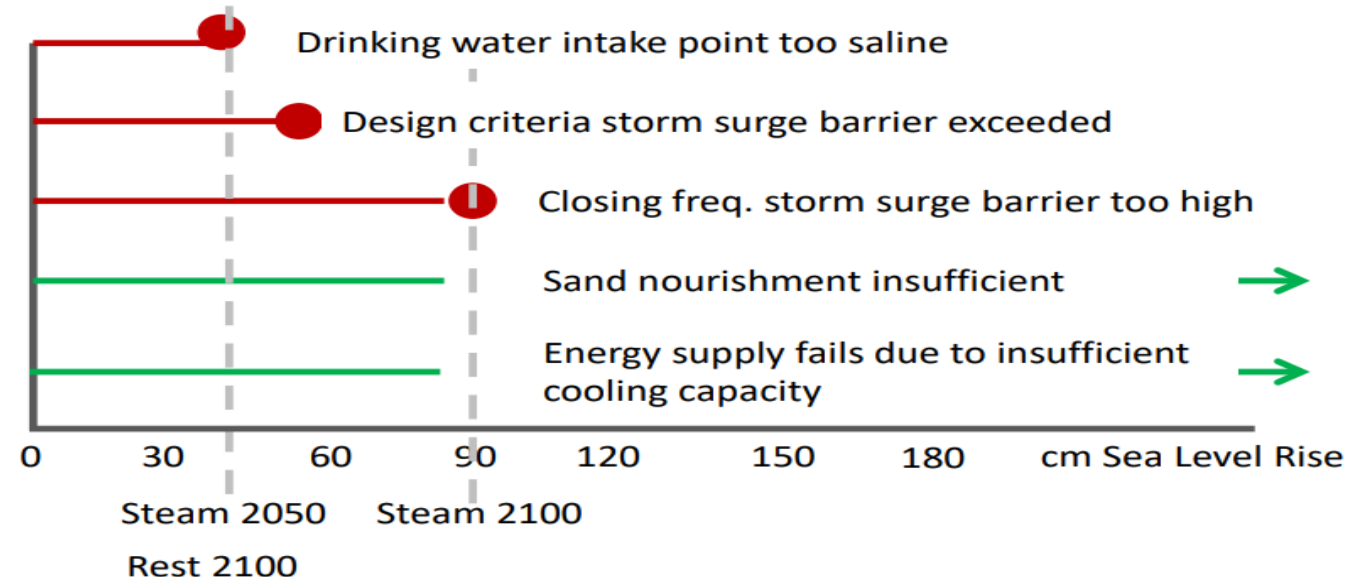 Drinking water intake point too saline
Design criteria storm surge barrier exceeded
Closing freq. storm surge barrier too high
Sand nourishment insufficient
Energy supply fails due to insufficient
cooling capacity
0 30 60 90 120 150 180 cm Sea Level Rise
Steam 2050 Steam 2100
Rest 2100